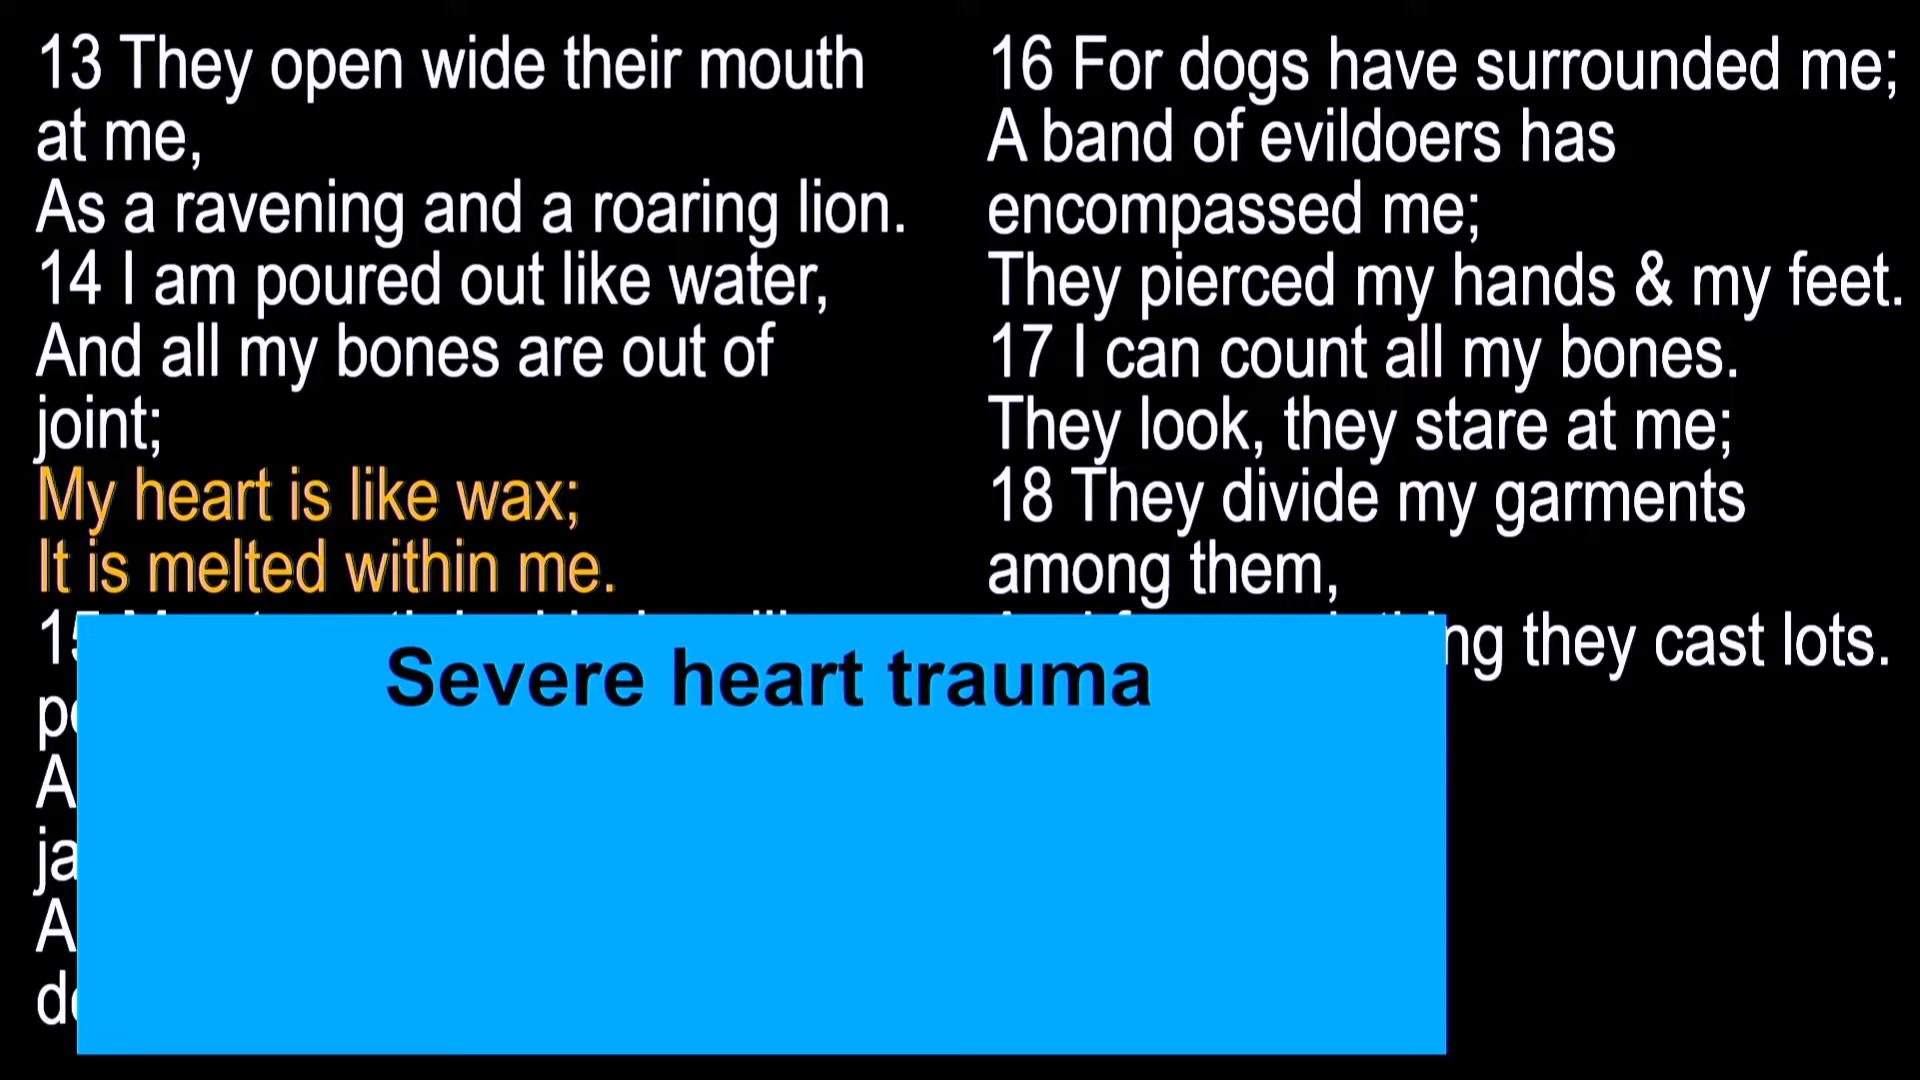 13 They open wide their mouth
at me,
As a ravening and a roaring lion.
14 I am poured out like water,
And all my bones are out of
joint;
My heart is like wax;
It is melted within me.
Severe heart trauma
16 For dogs have surrounded me;
A band of evildoers has
encompassed me;
They pierced my hands & my feet.
17 I can count all my bones.
They look, they stare at me;
18 They divide my garments
among them,
they cast lots.